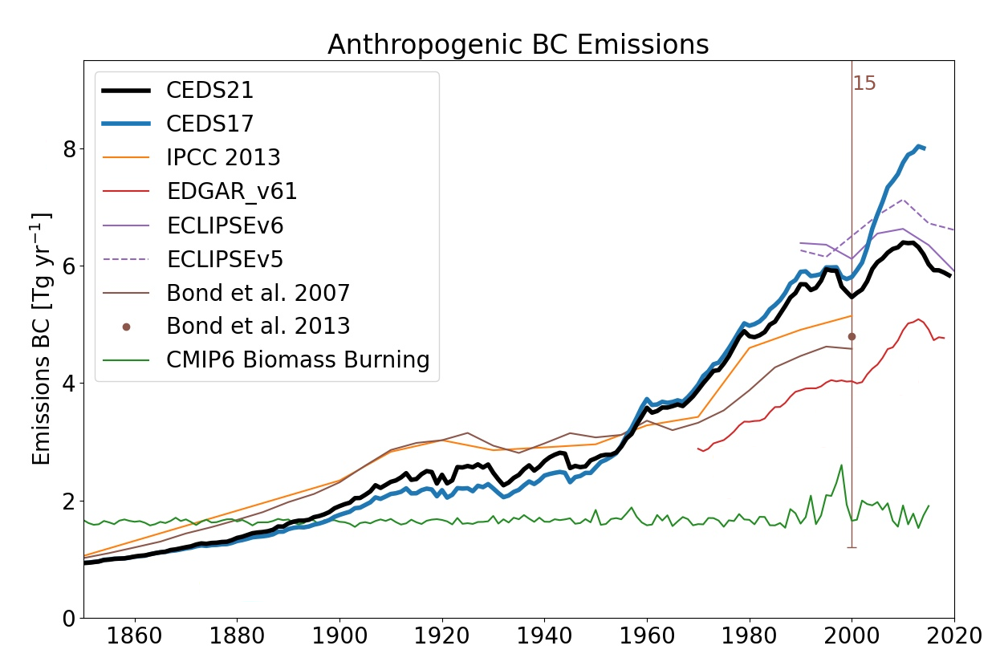 Anthropogenic BC Emissions
15
CEDS21
CEDS17
IPCC 2013
EDGAR_v61
ECLIPSEv6
ECLIPSEv5
Bond et al. 2007
Bond et al. 2013
CMIP6 Biomass Burning
Emissions BC [Tg yr⁻¹]
8
6
4
2
0
1860 1880 1900 1920 1940 1960 1980 2000 2020